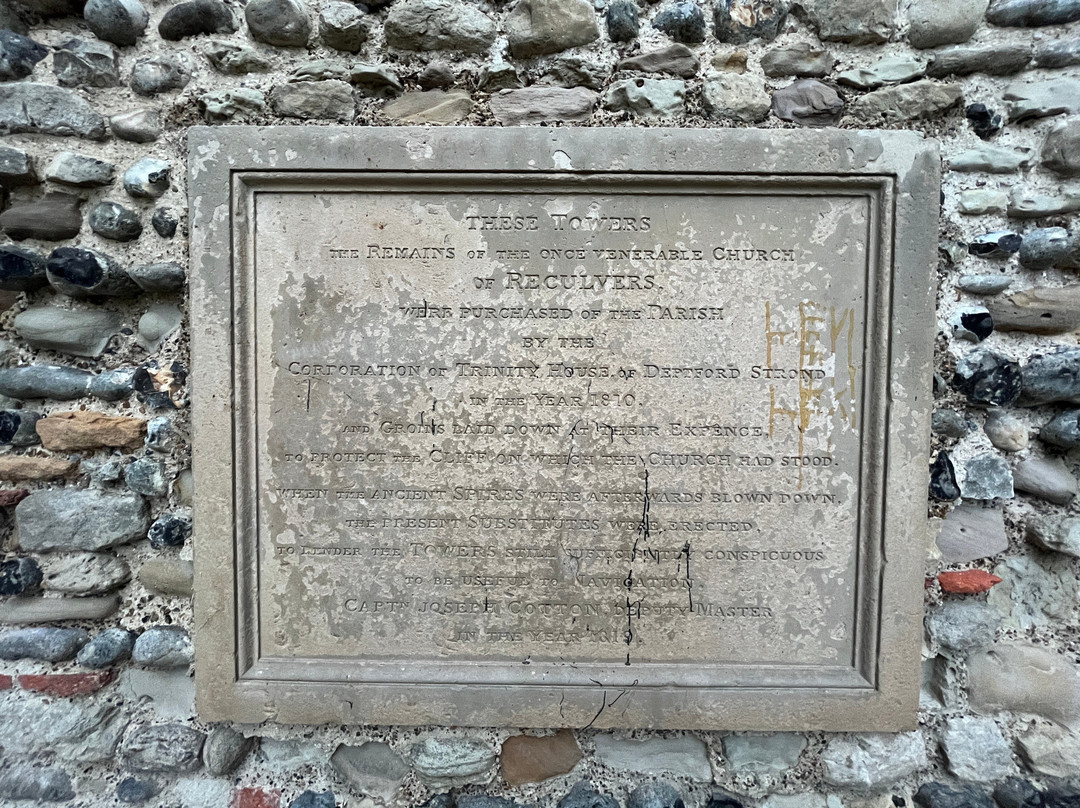 THESE TOWERS
THE REMAINS OF THE ONCE VENERABLE CHURCH
OF RECULVERS,
WERE PURCHASED OF THE PARISH
BY THE
CORPORATION OF TRINITY HOUSE OF DEPTFORD STROND
IN THE YEAR 1810.
AND GROINS LAID DOWN AT THEIR EXPENCE,
TO PROTECT THE CLIFF ON WHICH THE CHURCH HAD STOOD.
WHEN THE ANCIENT SPIRES WERE AFTERWARDS BLOWN DOWN,
THE PRESENT SUBSTITUTES WERE ERECTED,
TO RENDER THE TOWERS STILL SUFFICIENTLY CONSPICUOUS
TO BE USEFUL TO NAVIGATION
CAPTN JOSEPH COTTON DEPUTY MASTER
IN THE YEAR 1819.